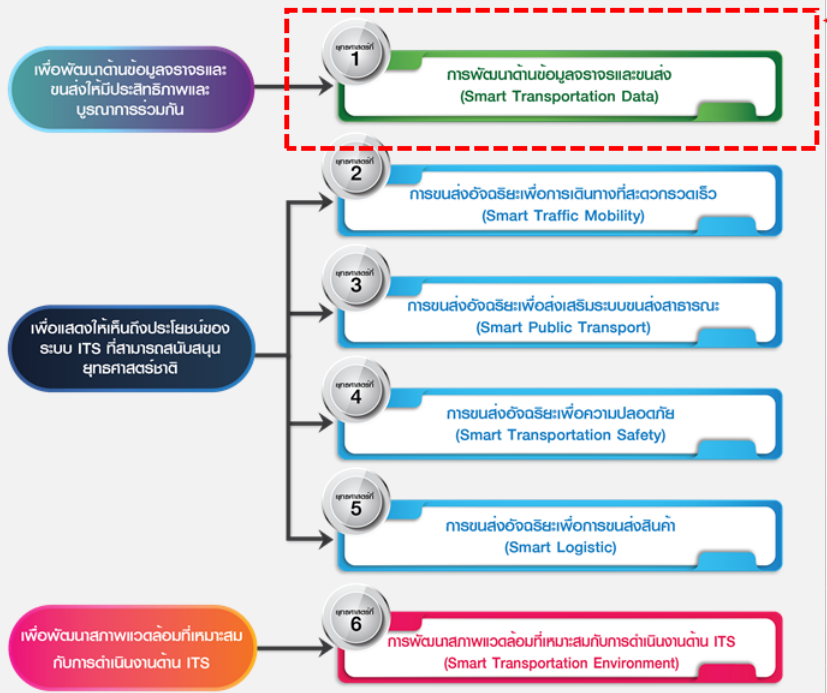 เพื่อพัฒนาด้านข้อมูลจราจรและ
ขนส่งให้มีประสิทธิภาพและ
บูรณาการร่วมกัน
ยุทธศาสตร์ที่
1
การพัฒนาด้านข้อมูลจราจรและขนส่ง
(Smart Transportation Data)
เพื่อแสดงให้เห็นถึงประโยชน์ของ
ระบบ ITS ที่สามารถสนับสนุน
ยุทธศาสตร์ชาติ
ยุทธศาสตร์ที่
2
การขนส่งอัจฉริยะเพื่อการเดินทางที่สะดวกรวดเร็ว
(Smart Traffic Mobility)
ยุทธศาสตร์ที่
3
การขนส่งอัจฉริยะเพื่อส่งเสริมระบบขนส่งสาธารณะ
(Smart Public Transport)
ยุทธศาสตร์ที่
4
การขนส่งอัจฉริยะเพื่อความปลอดภัย
(Smart Transportation Safety)
ยุทธศาสตร์ที่
5
การขนส่งอัจฉริยะเพื่อการขนส่งสินค้า
(Smart Logistic)
เพื่อพัฒนาสภาพแวดล้อมที่เหมาะสม
กับการดำเนินงานด้าน ITS
ยุทธศาสตร์ที่
6
การพัฒนาสภาพแวดล้อมที่เหมาะสมกับการดำเนินงานด้าน ITS
(Smart Transportation Environment)